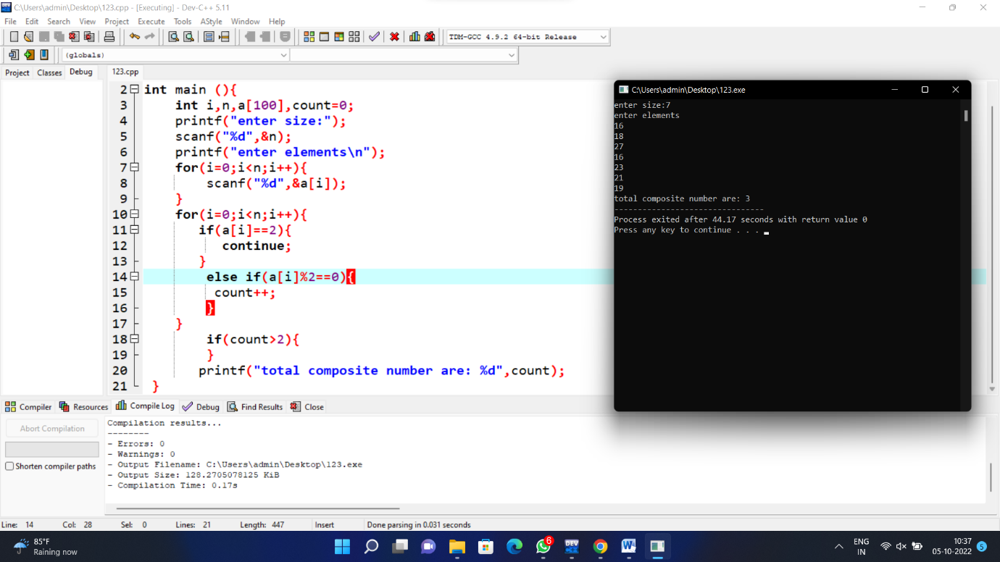 C:\Users\admin\Desktop\123.cpp - [Executing] - Dev-C++ 5.11
File Edit Search View Project Execute Tools AStyle Window Help
TDM-GCC 4.9.2 64-bit Release
(globals)
Project Classes Debug 123.cpp
2 int main (){
3 int i,n,a[100],count=0;
4 printf("enter size:");
5 scanf("%d",&n);
6 printf("enter elements\n");
7 for(i=0;i<n;i++){
8 scanf("%d",&a[i]);
9 }
10 for(i=0;i<n;i++){
11 if(a[i]==2){
12 continue;
13 }
14 else if(a[i]%2==0){
15 count++;
16 }
17 }
18 if(count>2){
19 }
20 printf("total composite number are: %d",count);
21 }
C:\Users\admin\Desktop\123.exe
enter size:7
enter elements
16
18
27
16
23
21
19
total composite number are: 3
--------------------------------
Process exited after 44.17 seconds with return value 0
Press any key to continue . . .
Compiler Resources Compile Log Debug Find Results Close
Abort Compilation
Shorten compiler paths
Compilation results...
--------
- Errors: 0
- Warnings: 0
- Output Filename: C:\Users\admin\Desktop\123.exe
- Output Size: 128.2705078125 KiB
- Compilation Time: 0.17s
Line: 14 Col: 28 Sel: 0 Lines: 21 Length: 447 Insert Done parsing in 0.031 seconds
85°F
Raining now
6
DEV
W
ENG
IN
10:37
05-10-2022
5